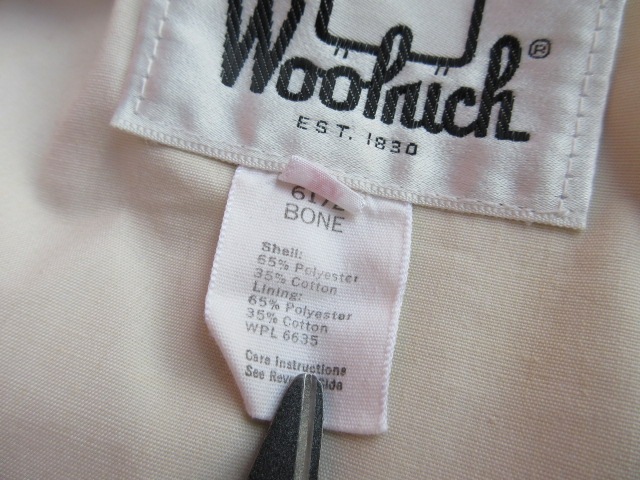 Woolrich®
EST. 1830
6172
BONE
Shell:
65% Polyester
35% Cotton
Lining:
65% Polyester
35% Cotton
WPL 6635
Care Instructions
See Side